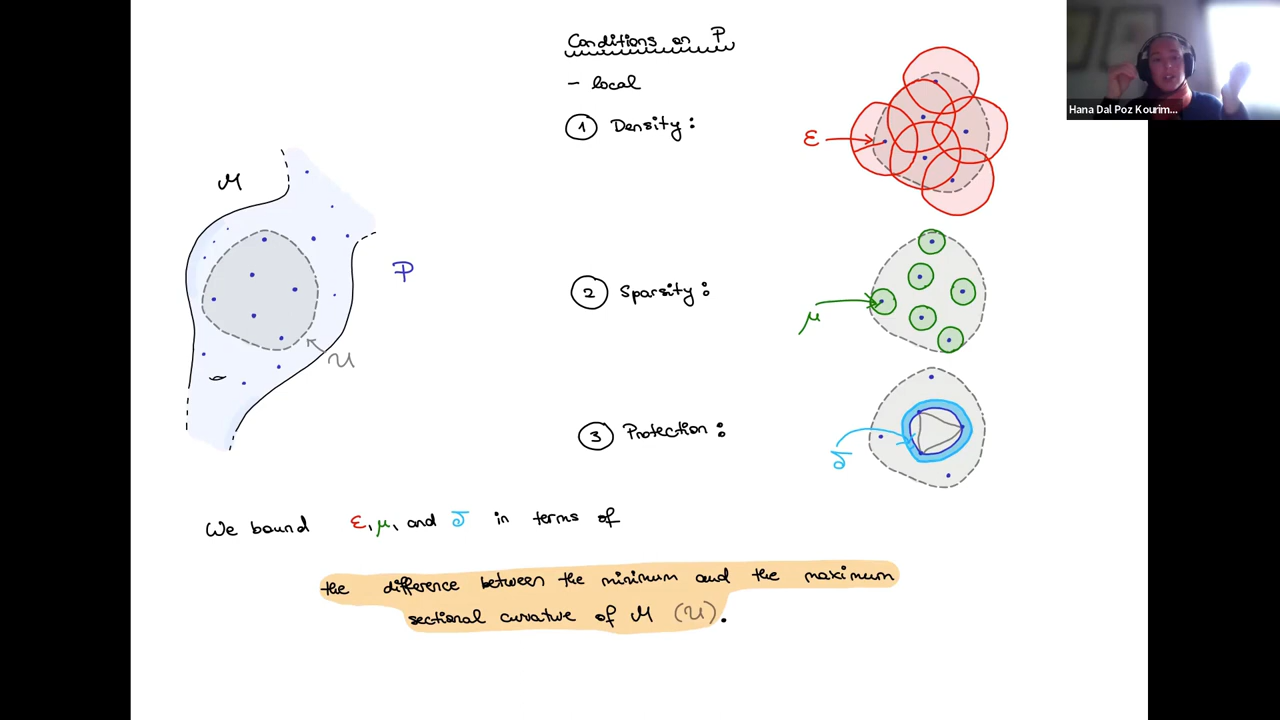 Conditions on P
- local
① Density:
ε
Hana Dal Poz Kourim...
M
P
U
② Sparsity:
μ
③ Protection:
δ
We bound ε, μ, and δ in terms of
the difference between the minimum and the maximum
sectional curvature of M (U).